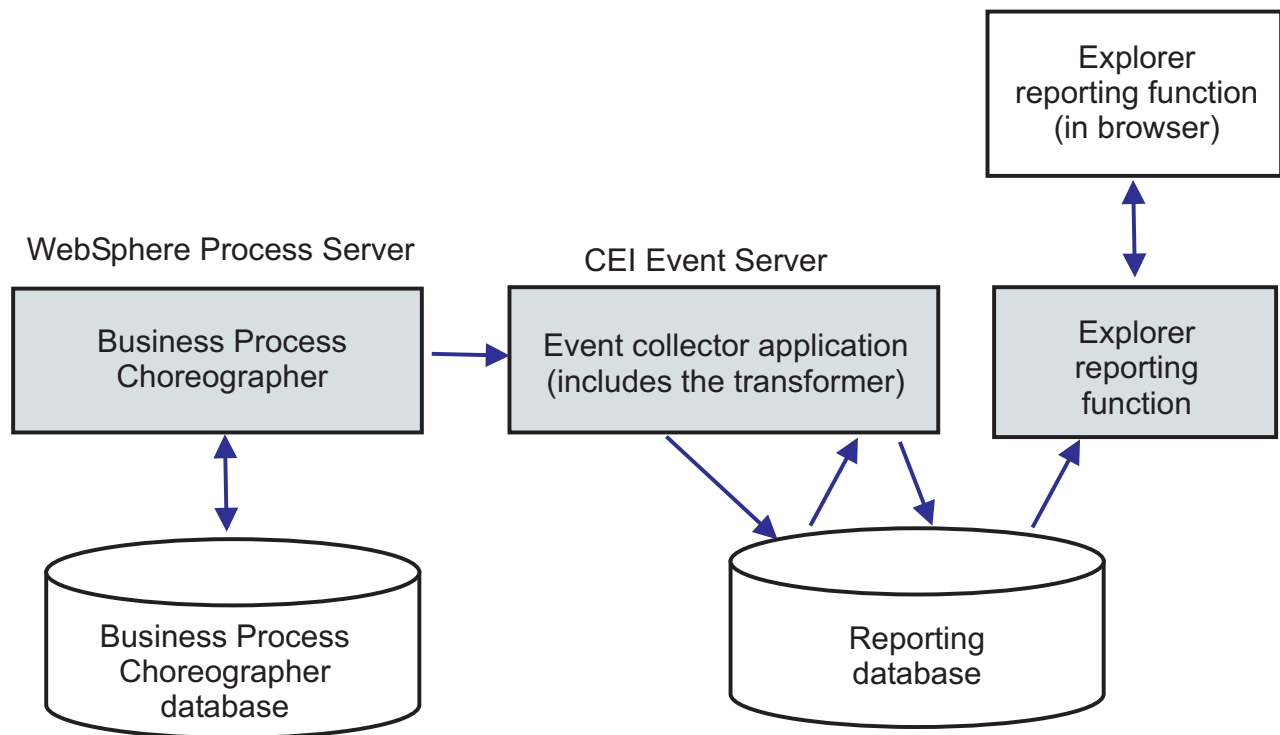 Explorer
reporting function
(in browser)
WebSphere Process Server
CEI Event Server
Business Process
Choreographer
Event collector application
(includes the transformer)
Explorer
reporting
function
Business Process
Choreographer
database
Reporting
database